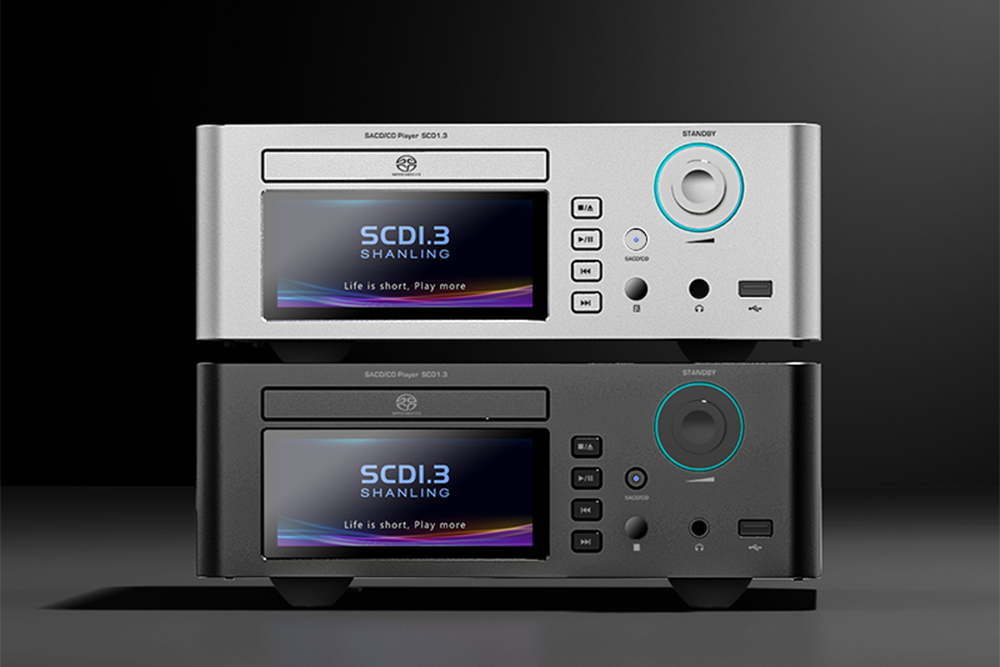 SACD/CD Player SCD1.3
STANDBY
SCD1.3
SHANLING
Life is short, Play more
SACD/CD
SACD/CD Player SCD1.3
STANDBY
SCD1.3
SHANLING
Life is short, Play more
SACD/CD